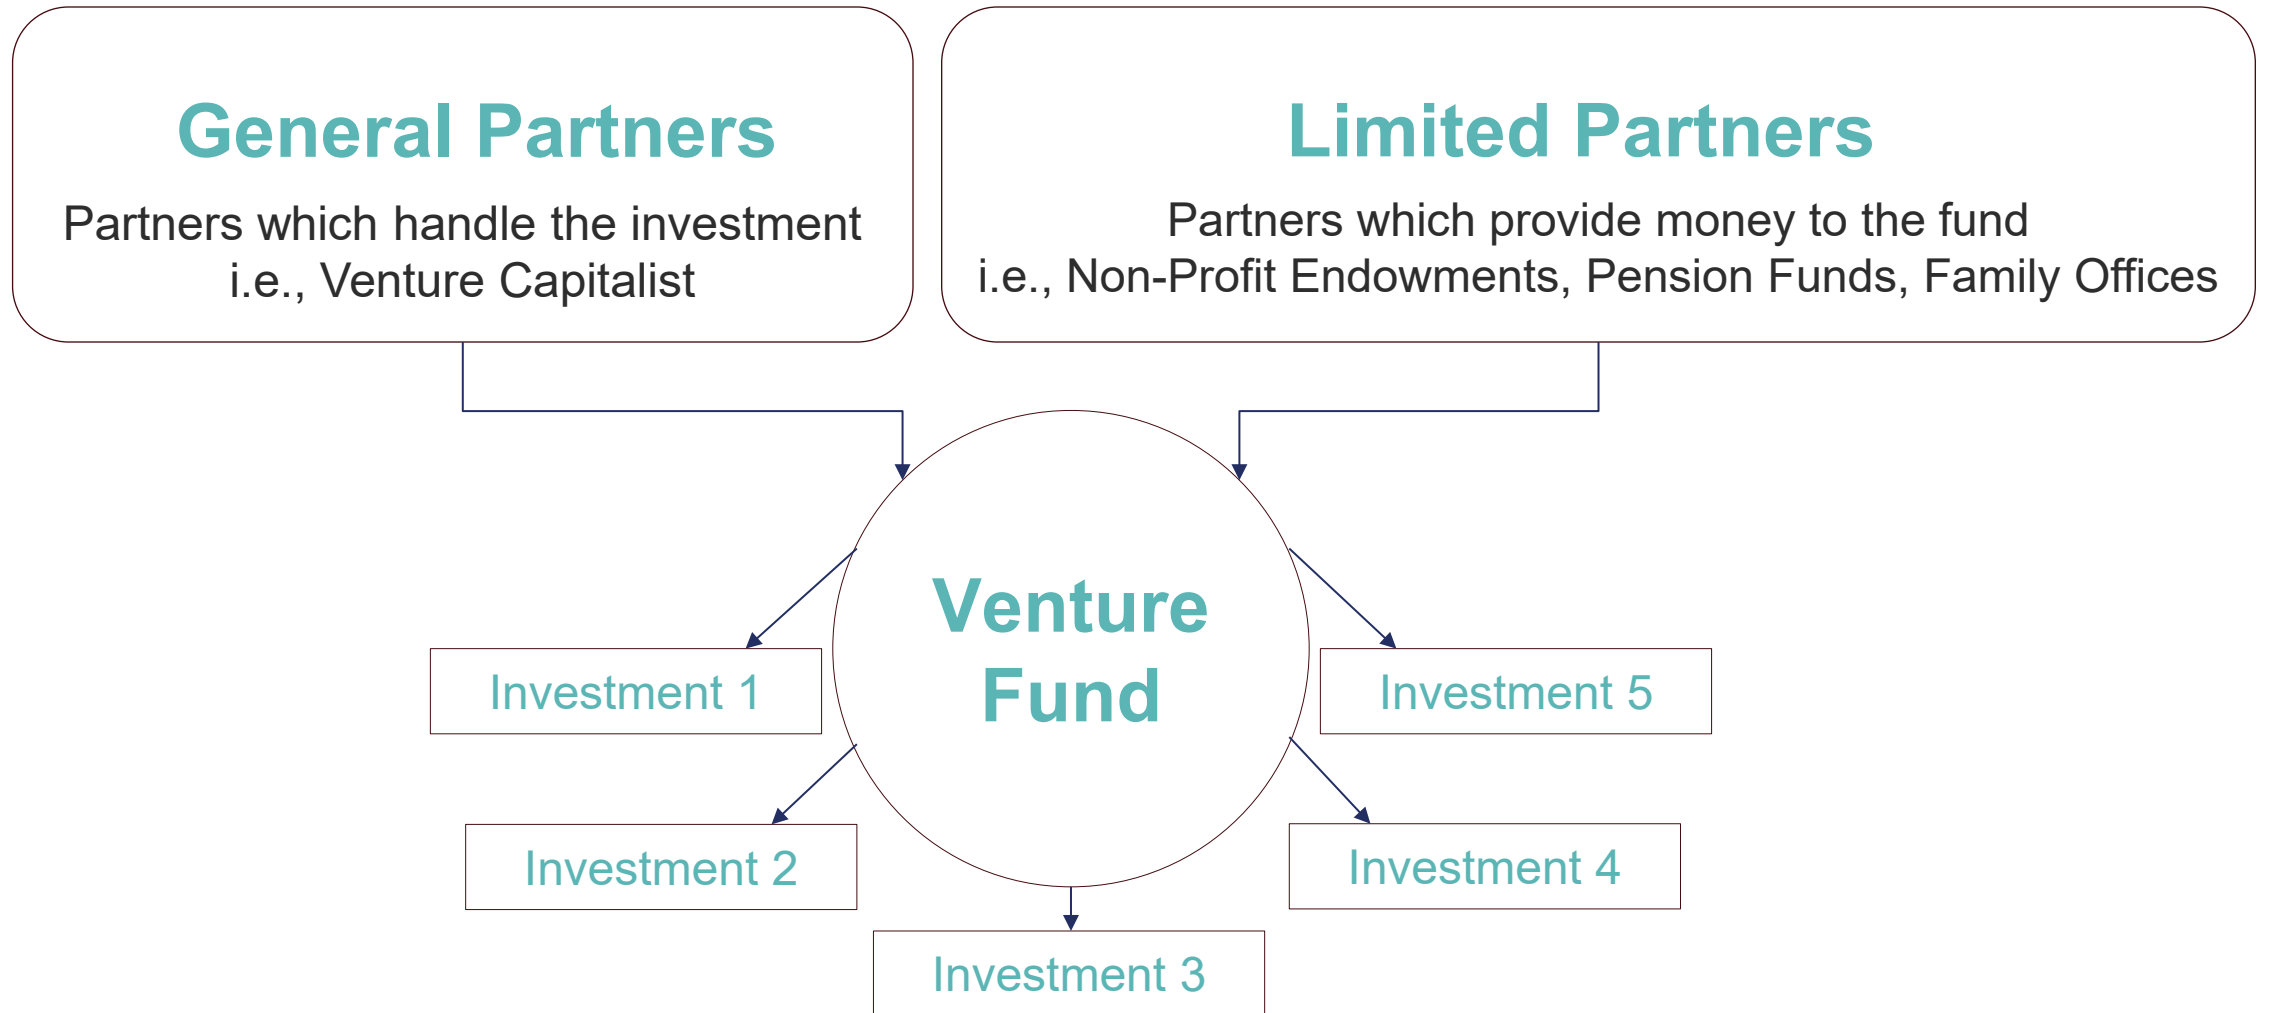 General Partners
Partners which handle the investment
i.e., Venture Capitalist
Limited Partners
Partners which provide money to the fund
i.e., Non-Profit Endowments, Pension Funds, Family Offices
Venture
Fund
Investment 1
Investment 2
Investment 3
Investment 4
Investment 5